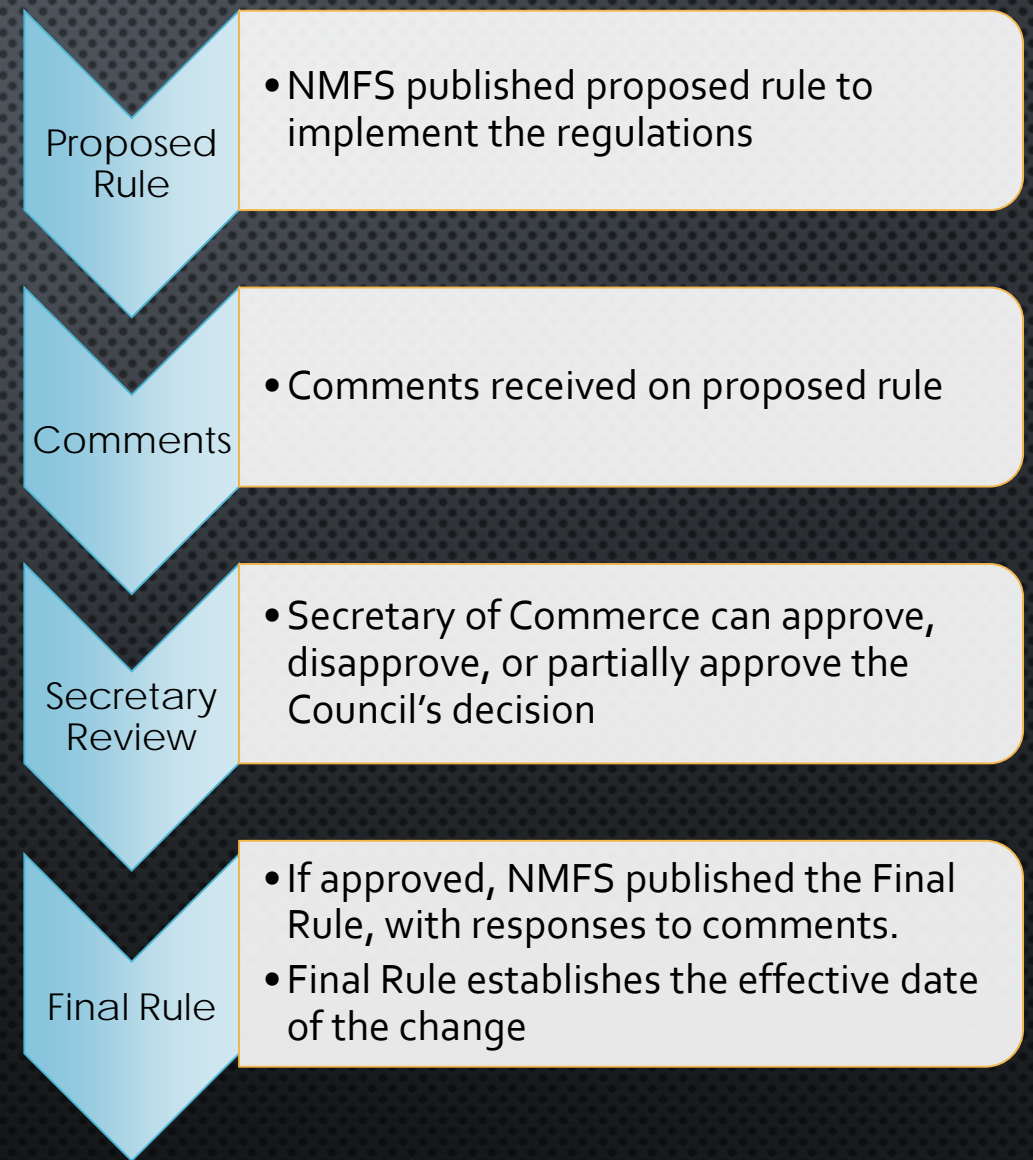 Proposed
Rule
•NMFS published proposed rule to
implement the regulations
Comments
•Comments received on proposed rule
Secretary
Review
•Secretary of Commerce can approve,
disapprove, or partially approve the
Council’s decision
Final Rule
•If approved, NMFS published the Final
Rule, with responses to comments.
•Final Rule establishes the effective date
of the change